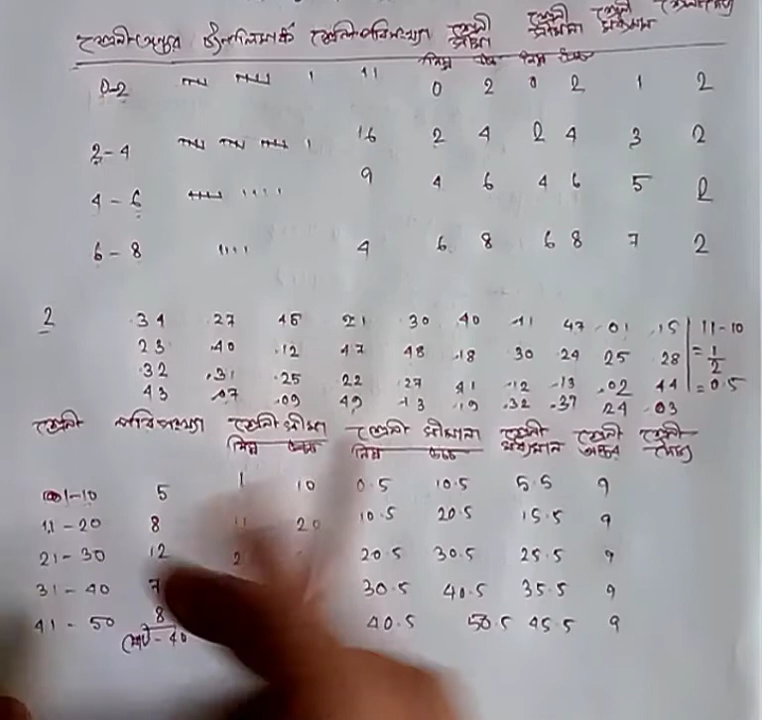 শ্রেণী অন্তর ট্যালিমার্ক শ্রেণীপরিসংখ্যা শ্রেণী সীমা শ্রেণী সীমানা শ্রেণী মধ্যমান
নিম্ন উচ্চ নিম্ন উচ্চ
0-2 11 0 2 0 2 1 2
2-4 16 2 4 2 4 3 2
4-6 9 4 6 4 6 5 2
6-8 4 6 8 6 8 7 2
2 34 27 45 21 30 40 11 47 01 15 11-10
23 40 12 47 48 18 30 24 25 28 = 1/2
32 31 25 22 27 41 12 13 02 44 = 0.5
43 07 09 49 13 19 32 37 24 03
শ্রেণী পরিসংখ্যা শ্রেণী সীমা শ্রেণী সীমানা শ্রেণী মধ্যমান শ্রেণী অন্তর শ্রেণী দৈর্ঘ্য
নিম্ন উচ্চ নিম্ন উচ্চ
1-10 5 1 10 0.5 10.5 5.5 9
11-20 8 11 20 10.5 20.5 15.5 9
21-30 12 2 20.5 30.5 25.5 9
31-40 7 30.5 40.5 35.5 9
41-50 8 40.5 50.5 45.5 9
মোট-40